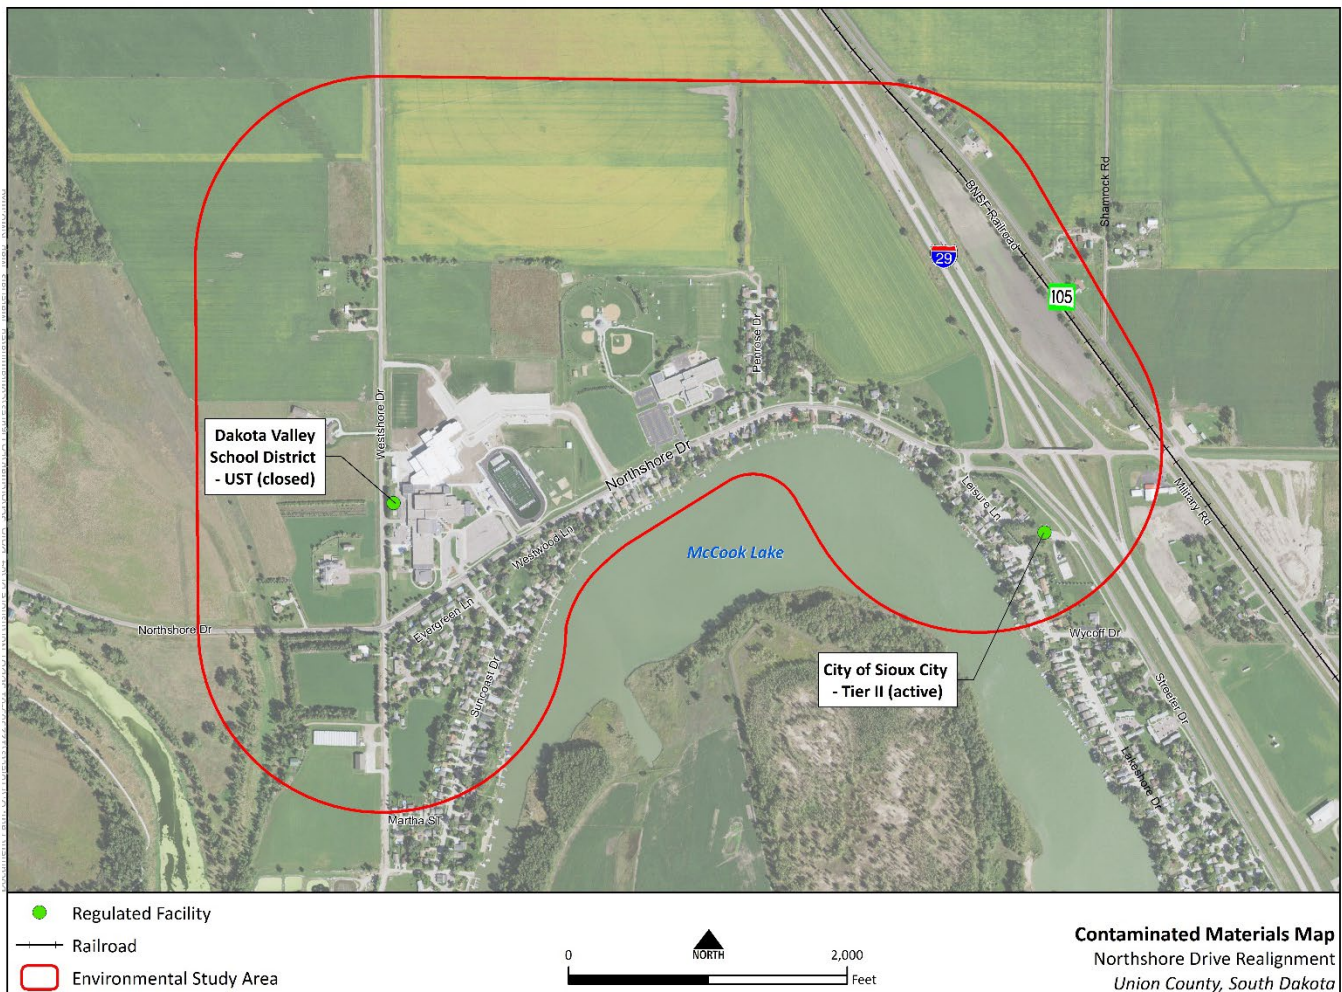 Shamrock Rd
BNSF Railroad
29
105
Penrose Dr
Westshore Dr
Dakota Valley
School District
- UST (closed)
Northshore Dr
Leisure Ln
Military Rd
Westwood Ln
McCook Lake
Evergreen Ln
Northshore Dr
Wycoff Dr
City of Sioux City
- Tier II (active)
Suncoast Dr
Streeter Dr
Lakeshore Dr
Martha ST
Regulated Facility
Railroad
Environmental Study Area
NORTH
0
2,000
Feet
Contaminated Materials Map
Northshore Drive Realignment
Union County, South Dakota